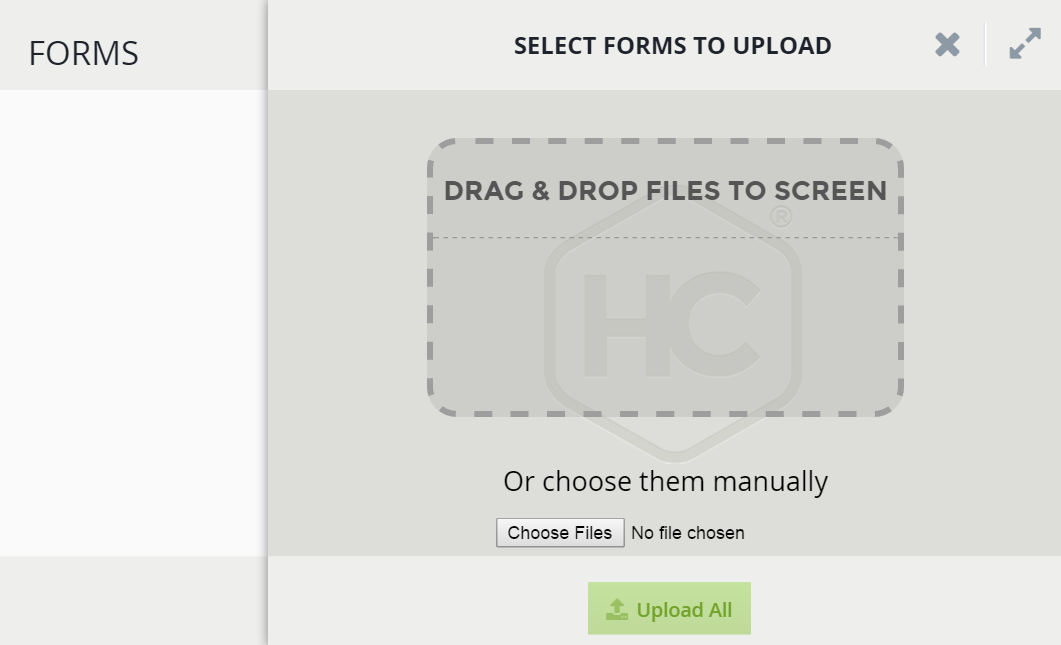 FORMS
SELECT FORMS TO UPLOAD
DRAG & DROP FILES TO SCREEN
®
HC
Or choose them manually
Choose Files No file chosen
Upload All